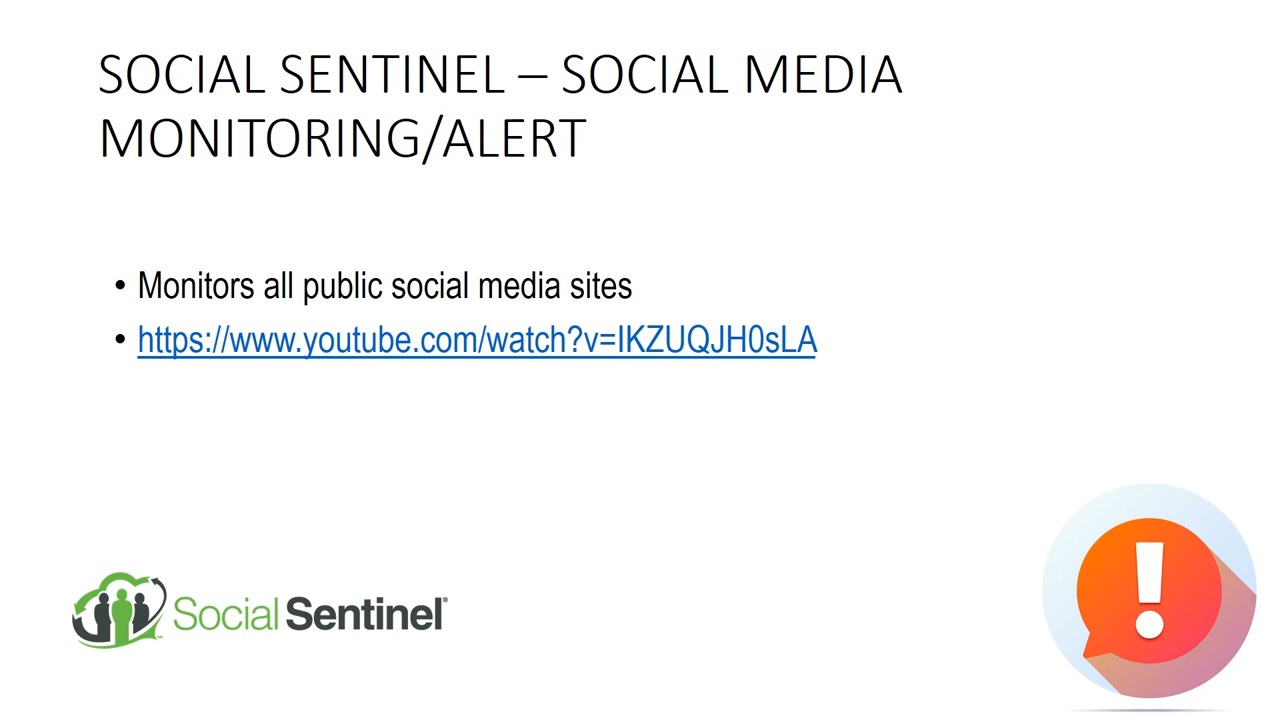 SOCIAL SENTINEL – SOCIAL MEDIA
MONITORING/ALERT
• Monitors all public social media sites
• https://www.youtube.com/watch?v=IKZUQJH0sLA
Social Sentinel®